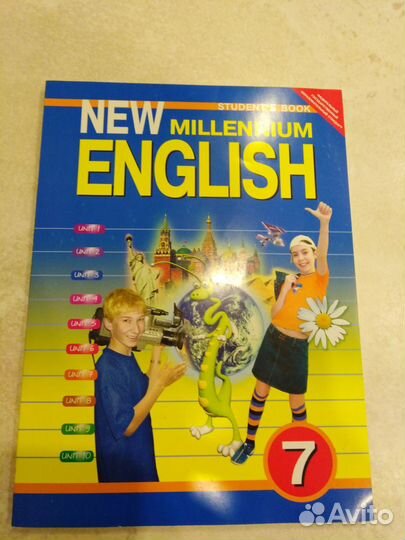 STUDENT'S BOOK
NEW
MILLENNIUM
ENGLISH
UNIT 1
UNIT 2
UNIT 3
UNIT 4
UNIT 5
UNIT 6
UNIT 7
UNIT 8
UNIT 9
UNIT 10
7
Avito